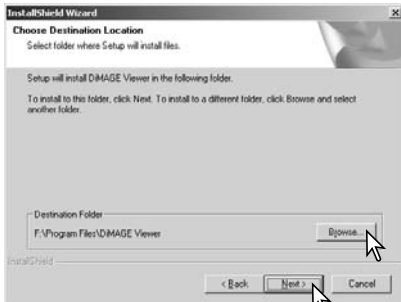 InstallShield Wizard
Choose Destination Location
Select folder where Setup will install files.
Setup will install DiMAGE Viewer in the following folder.
To install to this folder, click Next. To install to a different folder, click Browse and select
another folder.
Destination Folder
F:\Program Files\DiMAGE Viewer
Browse...
InstallShield
< Back
Next >
Cancel